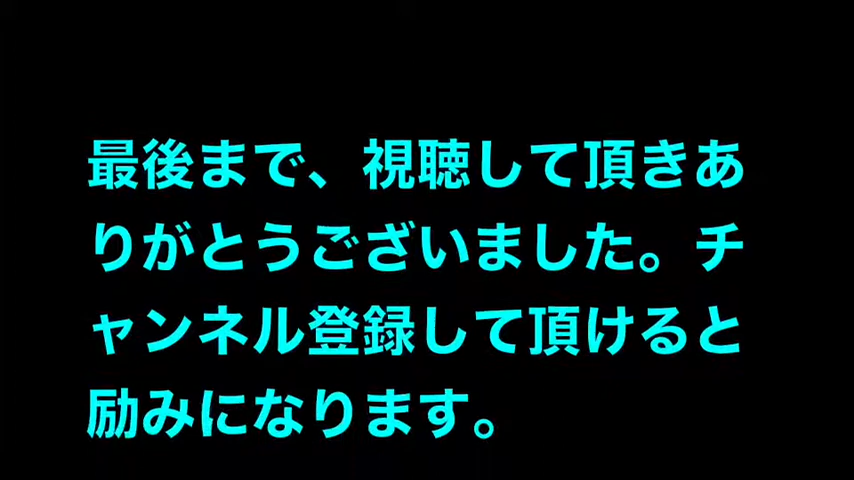 最後まで、視聴して頂きあ
りがとうございました。チ
ャンネル登録して頂けると
励みになります。